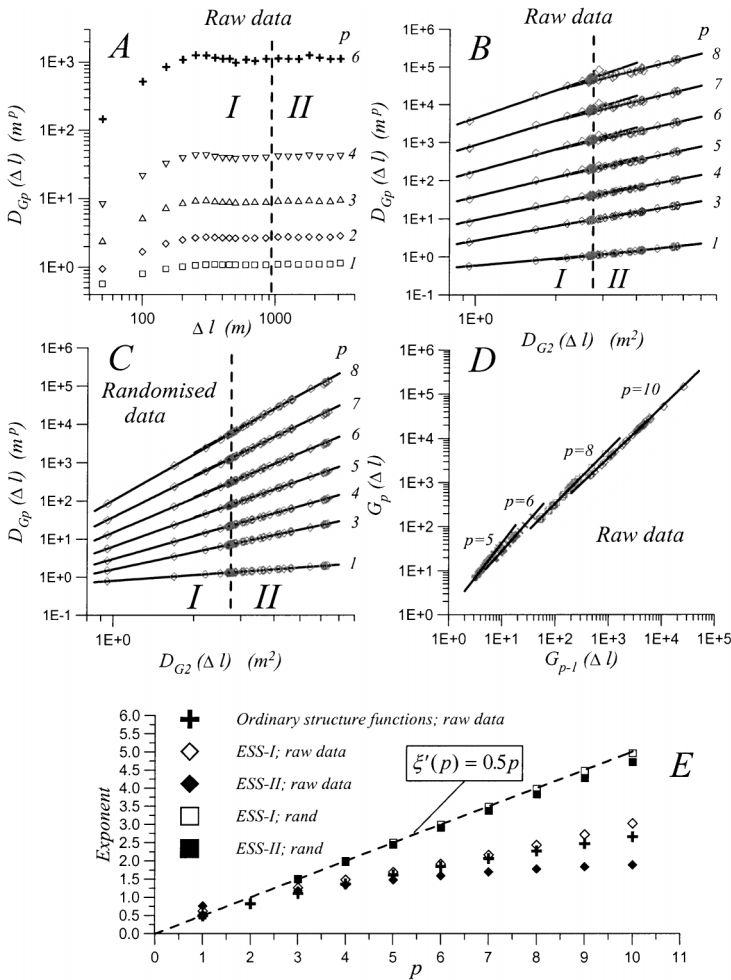 Raw data
A
p
6
4
3
2
1
I
II
1E+3
1E+2
1E+1
1E+0
D_Gp (Δ l) (m^p)
100
1000
Δ l (m)
Raw data
B
p
8
7
6
5
4
3
1
I
II
1E+6
1E+5
1E+4
1E+3
1E+2
1E+1
1E+0
1E-1
D_Gp (Δ l) (m^p)
1E+0
D_G2 (Δ l) (m^2)
C
Randomised
data
p
8
7
6
5
4
3
1
I
II
1E+6
1E+5
1E+4
1E+3
1E+2
1E+1
1E+0
1E-1
D_Gp (Δ l) (m^p)
1E+0
D_G2 (Δ l) (m^2)
D
p=10
p=8
p=6
p=5
Raw data
1E+6
1E+5
1E+4
1E+3
1E+2
1E+1
1E+0
G_p (Δ l)
1E+0 1E+1 1E+2 1E+3 1E+4 1E+5
G_p-1 (Δ l)
E
Ordinary structure functions; raw data
ESS-I; raw data
ESS-II; raw data
ESS-I; rand
ESS-II; rand
ξ'(p) = 0.5p
6.0
5.5
5.0
4.5
4.0
3.5
3.0
2.5
2.0
1.5
1.0
0.5
0.0
Exponent
0 1 2 3 4 5 6 7 8 9 10 11
p